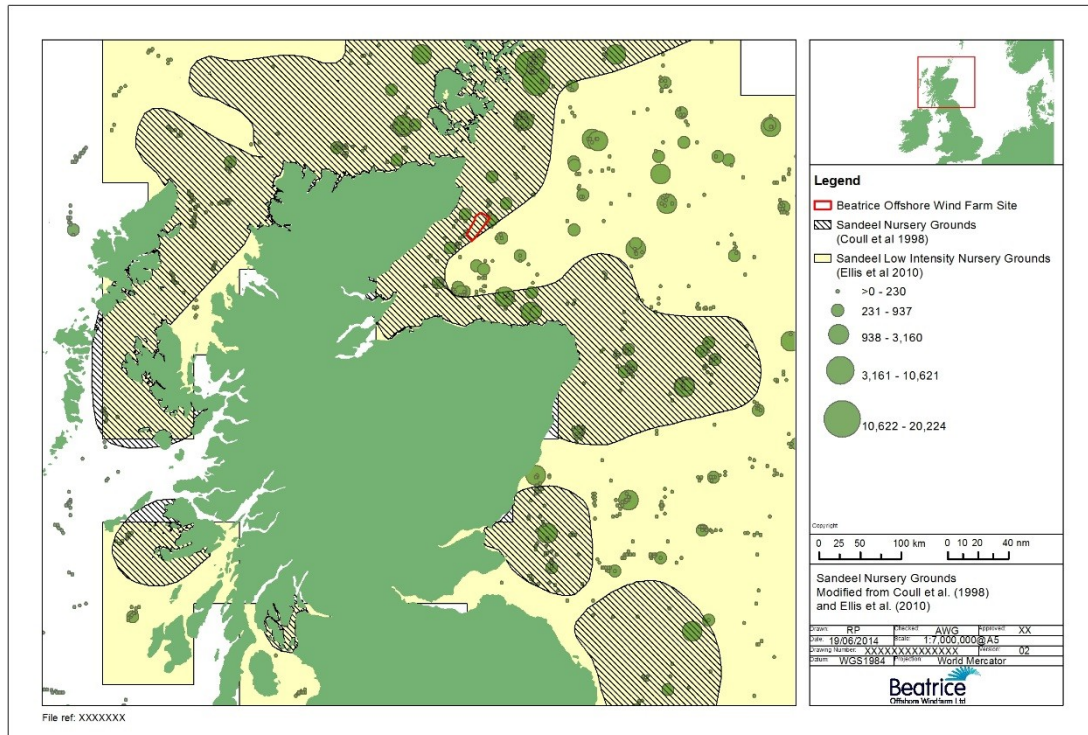 Legend
Beatrice Offshore Wind Farm Site
Sandeel Nursery Grounds
(Coull et al 1998)
Sandeel Low Intensity Nursery Grounds
(Ellis et al 2010)
>0 - 230
231 - 937
938 - 3,160
3,161 - 10,621
10,622 - 20,224
Copyright
0 25 50 100 km 0 10 20 40 nm
Sandeel Nursery Grounds
Modified from Coull et al. (1998)
and Ellis et al. (2010)
Drawn: RP Checked: AWG Approved: XX
Date: 19/06/2014 Scale: 1:7,000,000@A5
Drawing Number: XXXXXXXXXXXXXXX Version: 02
Datum: WGS1984 Projection: World Mercator
Beatrice
Offshore Windfarm Ltd
File ref: XXXXXXX